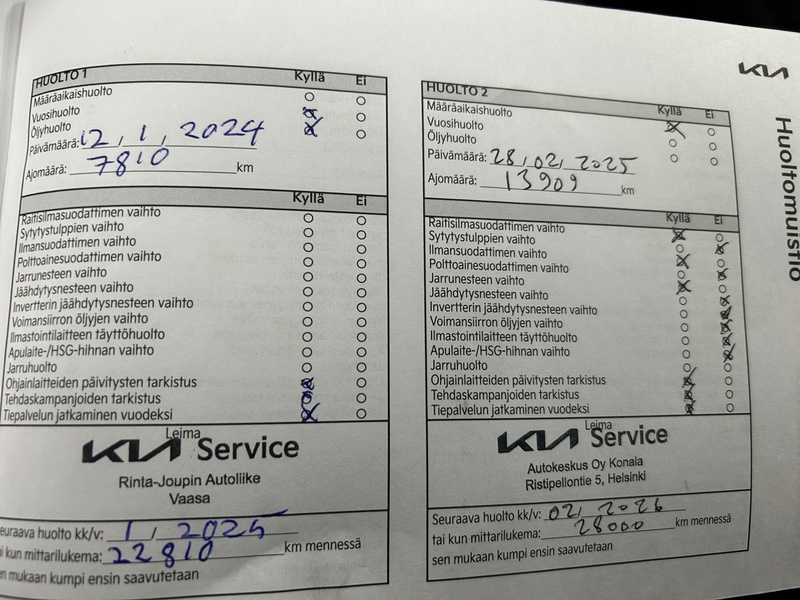 KIA
Huoltomuistio
HUOLTO 1 Kyllä Ei
Määräaikaishuolto
Vuosihuolto
Öljyhuolto
Päivämäärä: 12, 1, 2024
Ajomäärä: 7810 km
Kyllä Ei
Raitisilmasuodattimen vaihto
Sytytystulppien vaihto
Ilmansuodattimen vaihto
Polttoainesuodattimen vaihto
Jarrunesteen vaihto
Jäähdytysnesteen vaihto
Invertterin jäähdytysnesteen vaihto
Voimansiirron öljyjen vaihto
Ilmastointilaitteen täyttöhuolto
Apulaite-/HSG-hihnan vaihto
Jarruhuolto
Ohjainlaitteiden päivitysten tarkistus
Tehdaskampanjoiden tarkistus
Tiepalvelun jatkaminen vuodeksi
Leima
KIA Service
Rinta-Joupin Autoliike
Vaasa
euraava huolto kk/v: 1, 2025
i kun mittarilukema: 22810 km mennessä
n mukaan kumpi ensin saavutetaan
HUOLTO 2 Kyllä Ei
Määräaikaishuolto
Vuosihuolto
Öljyhuolto
Päivämäärä: 28, 02, 2025
Ajomäärä: 13909 km
Kyllä Ei
Raitisilmasuodattimen vaihto
Sytytystulppien vaihto
Ilmansuodattimen vaihto
Polttoainesuodattimen vaihto
Jarrunesteen vaihto
Jäähdytysnesteen vaihto
Invertterin jäähdytysnesteen vaihto
Voimansiirron öljyjen vaihto
Ilmastointilaitteen täyttöhuolto
Apulaite-/HSG-hihnan vaihto
Jarruhuolto
Ohjainlaitteiden päivitysten tarkistus
Tehdaskampanjoiden tarkistus
Tiepalvelun jatkaminen vuodeksi
Leima
KIA Service
Autokeskus Oy Konala
Ristipellontie 5, Helsinki
Seuraava huolto kk/v: 02, 2026
tai kun mittarilukema: 28000 km mennessä
sen mukaan kumpi ensin saavutetaan